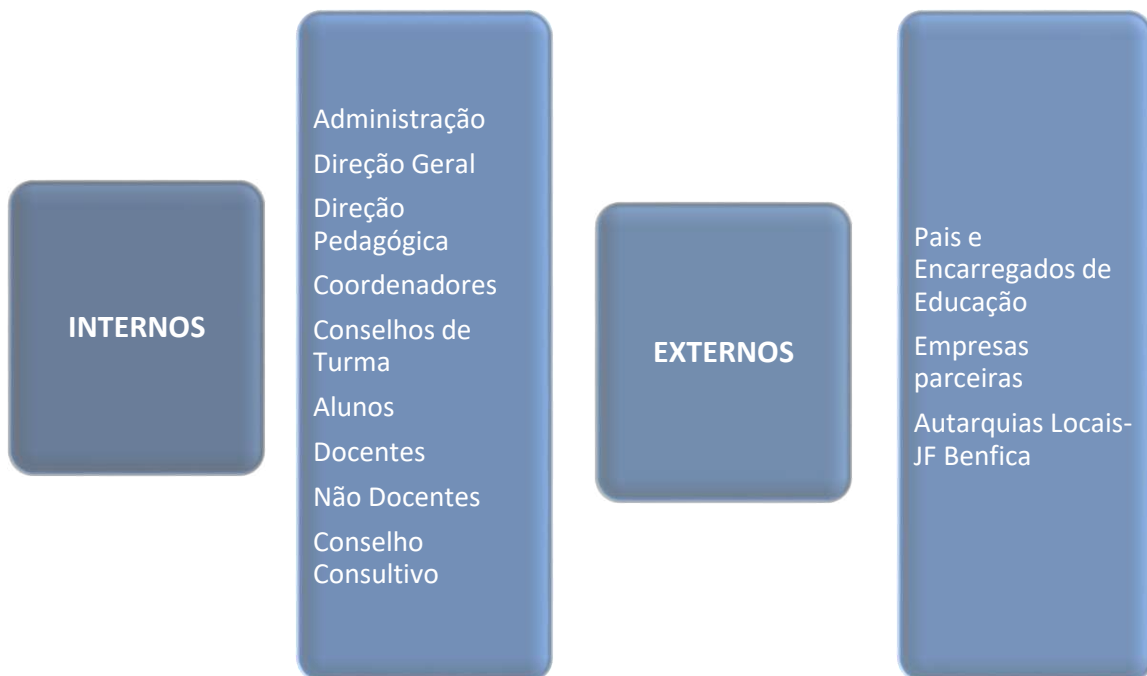 INTERNOS
Administração
Direção Geral
Direção
Pedagógica
Coordenadores
Conselhos de
Turma
Alunos
Docentes
Não Docentes
Conselho
Consultivo
EXTERNOS
Pais e
Encarregados de
Educação
Empresas
parceiras
Autarquias Locais-
JF Benfica